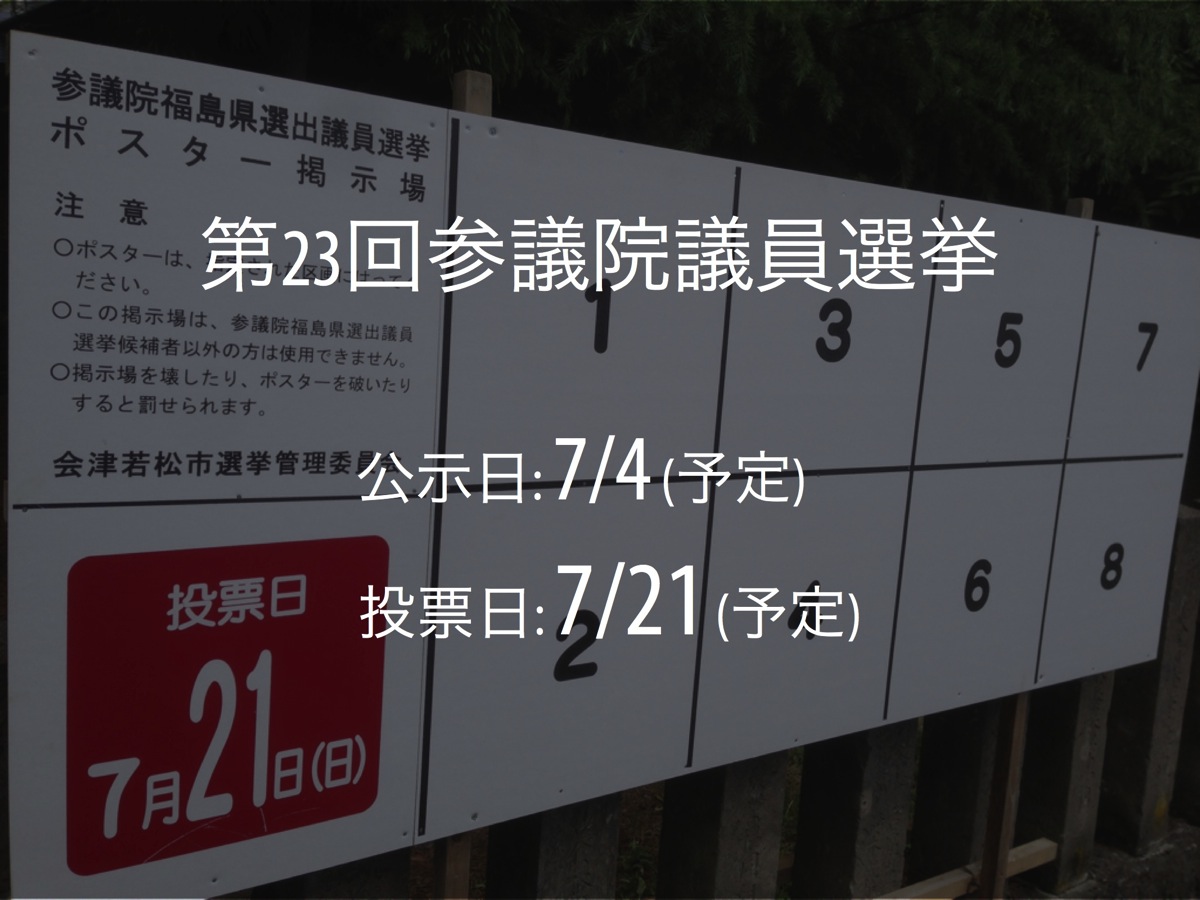 参議院福島県選出議員選挙
ポスター掲示場
注意
第23回参議院議員選挙
○ポスターは、
ださい。
○この掲示場は、参議院福島県選出議員
選挙候補者以外の方は使用できません。
○掲示場を壊したり、ポスターを破いたり
すると罰せられます。
会津若松市選挙管理委員会
1
3
5
7
公示日: 7/4 (予定)
投票日: 7/21 (予定)
2
4
6
8
投票日
7月21日(日)